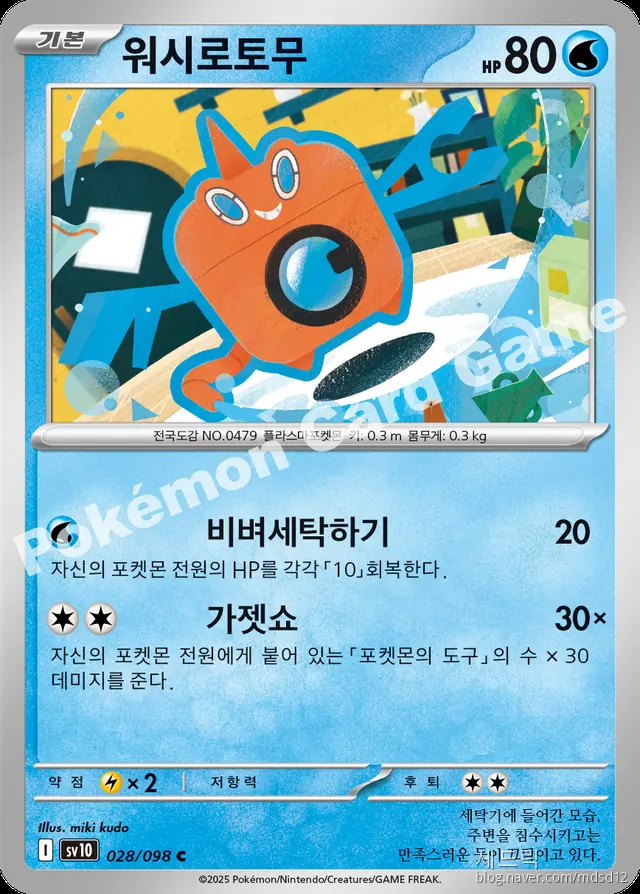 기본
워시로토무
HP 80
Pokémon Card Game
전국도감 NO.0479 플라스마포켓몬 키: 0.3 m 몸무게: 0.3 kg
비벼세탁하기 20
자신의 포켓몬 전원의 HP를 각각 「10」회복한다.
가젯쇼 30×
자신의 포켓몬 전원에게 붙어 있는 「포켓몬의 도구」의 수 × 30
데미지를 준다.
약점 ×2 저항력 후퇴
Illus. miki kudo
I sv10 028/098 C
세탁기에 들어간 모습.
주변을 침수시키고는
만족스러운 듯이 끄덕이고 있다.
blog.naver.com/mdsd12
©2025 Pokémon/Nintendo/Creatures/GAME FREAK.